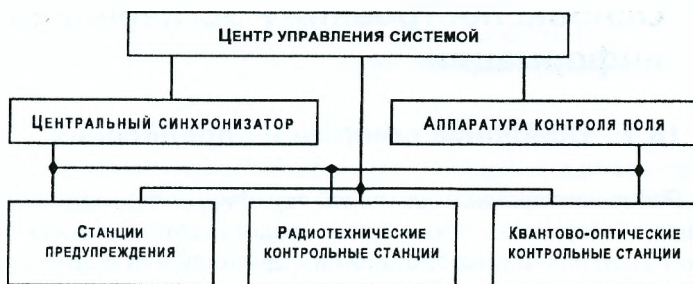 ЦЕНТР УПРАВЛЕНИЯ СИСТЕМОЙ
ЦЕНТРАЛЬНЫЙ СИНХРОНИЗАТОР
АППАРАТУРА КОНТРОЛЯ ПОЛЯ
СТАНЦИИ
ПРЕДУПРЕЖДЕНИЯ
РАДИОТЕХНИЧЕСКИЕ
КОНТРОЛЬНЫЕ СТАНЦИИ
КВАНТОВО-ОПТИЧЕСКИЕ
КОНТРОЛЬНЫЕ СТАНЦИИ